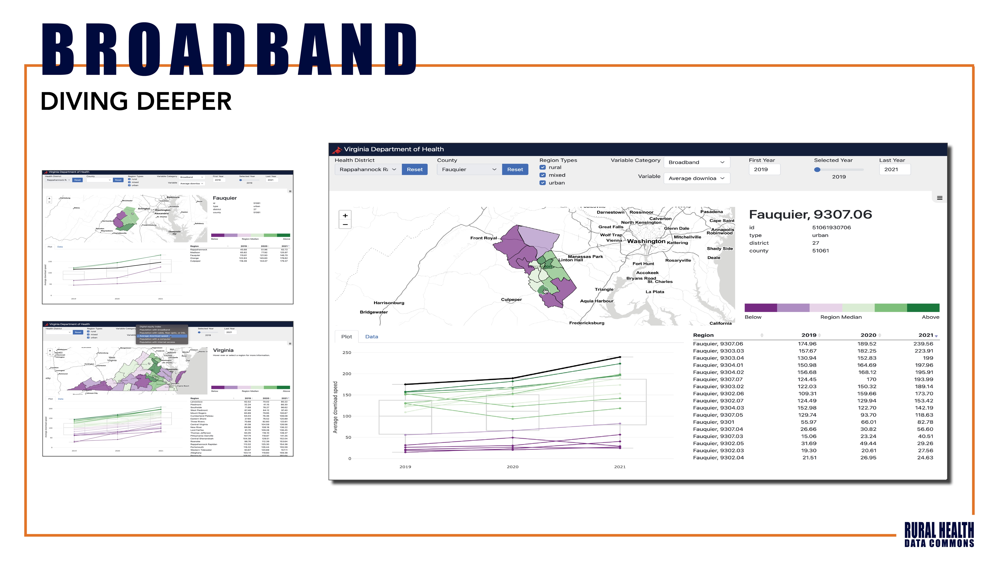 BROADBAND
DIVING DEEPER
Virginia Department of Health
Health District
County
Region Types
Variable Category
First Year
Selected Year
Last Year
Rappahannock R
Reset
Reset
rural
mixed
urban
Broadband
Variable
Average downloa
2019
2019
2021
Clarksburg
Elkins
Winchester
Baltimore
Columbia
Annapolis
Dover
Arlington
Washington
Alexandria
Easton
St. Charles
Harrisonburg
Fredericksburg
Salisbury
Staunton
Waynesboro
Charlottesville
Chesapeake
Bay
Fauquier
id 51061
type urban
district 27
county 51061
Below Region Median Above
Plot Data
Average download speed
150
100
50
0
2019 2020 2021
Region 2019 2020 2021
Rappahannock 45.68 51.96 62.72
Madison 65.82 77.92 125.97
Fauquier 115.61 121.93 146.70
Orange 122.63 145.60 178.62
Culpeper 118.39 144.07 179.37
Virginia Department of Health
Health District
Reset
Region Types
rural
mixed
urban
Variable Category
Variable
Digital equity index
Population with broadband
Population with cable, fiber optic, or DSL
Average download speed
Population with a computer
Population with internet access
Selected Year
2019
Last Year
2021
Middletown
Hamilton
Cincinnati
Covington
Frankfort
Lexington
Richmond
Parkersburg
Morgantown
Hagerstown
Frederick
Baltimore
Columbia
Annapolis
Washington
St. Charles
Md.
Vineland
Dover
Del
West
Virginia
Huntington
Charleston
ucky
Johnson City
Virginia Beach
Virginia
Hover over or select a region for more information.
Below Region Median Above
Plot Data
Average download speed
200
150
100
50
0
2019 2020 2021
Region 2019 2020 2021
Lenowisco 62.52 70.02 80.22
Piedmont 32.24 41.15 86.30
Southside 71.68 76.27 96.62
West Piedmont 67.48 84.12 97.40
Mount Rogers 60.89 79.95 100.67
Cumberland Plateau 64.03 76.36 108.08
Eastern Shore 27.60 76.52 120.89
Three Rivers 70.68 92.60 123.61
Central Virginia 81.08 104.59 126.56
New River 89.96 108.18 136.22
Lord Fairfax 91.70 109.28 136.45
Thomas Jefferson 94.05 116.10 139.37
Pittsylvania-Danville 107.74 118.87 141.35
Central Shenandoah 104.38 129.51 152.04
Roanoke 98.76 112.39 153.64
Rappahannock Rapidan 112.02 125.30 154.38
Portsmouth 116.32 126.44 155.59
Western Tidewater 93.67 120.69 157.11
Alleghany 103.14 119.60 159.38
Peninsula 108.97 127.32 165.64
Virginia Department of Health
Health District
County
Region Types
Variable Category
Broadband
First Year
Selected Year
Last Year
Rappahannock Ra
Reset
Fauquier
Reset
rural
mixed
urban
Variable
Average downloa
2019
2019
2021
Darnestown
Rossmoor
Pasadena
Calverton
North Kensington
Cape Saint
Great Falls
Glenn Dale
Annapolis
Robinwood
Front Royal
Wolf Trap
Mitchellville
Vienna
Washington
Kettering
Shady Side
Manassas Park
Linton Hall
Deale
Rosaryville
Fort Hunt
Warrenton
Accokeek
Bryans Road
St. Charles
Triangle
La Plata
Culpeper
Aquia Harbour
Harrisonburg
Bridgewater
Fredericksburg
California
Fauquier, 9307.06
id 51061930706
type urban
district 27
county 51061
Below Region Median Above
Plot Data
Average download speed
250
200
150
100
50
0
2019 2020 2021
Region 2019 2020 2021
Fauquier, 9307.06 174.96 189.52 239.56
Fauquier, 9303.03 157.67 182.25 223.91
Fauquier, 9303.04 130.94 152.83 199
Fauquier, 9304.01 150.98 164.69 197.96
Fauquier, 9304.02 156.68 168.12 195.91
Fauquier, 9307.07 124.45 170 193.99
Fauquier, 9303.02 122.03 150.32 189.14
Fauquier, 9302.06 109.31 159.66 173.70
Fauquier, 9302.07 124.49 129.94 153.42
Fauquier, 9304.03 152.98 122.70 142.19
Fauquier, 9307.05 129.74 93.70 118.63
Fauquier, 9301 55.97 66.01 82.78
Fauquier, 9307.04 26.66 30.82 56.60
Fauquier, 9307.03 15.06 23.24 40.51
Fauquier, 9302.05 31.69 49.44 29.26
Fauquier, 9302.03 19.30 20.61 27.56
Fauquier, 9302.04 21.51 26.95 24.63
RURAL HEALTH
DATA COMMONS